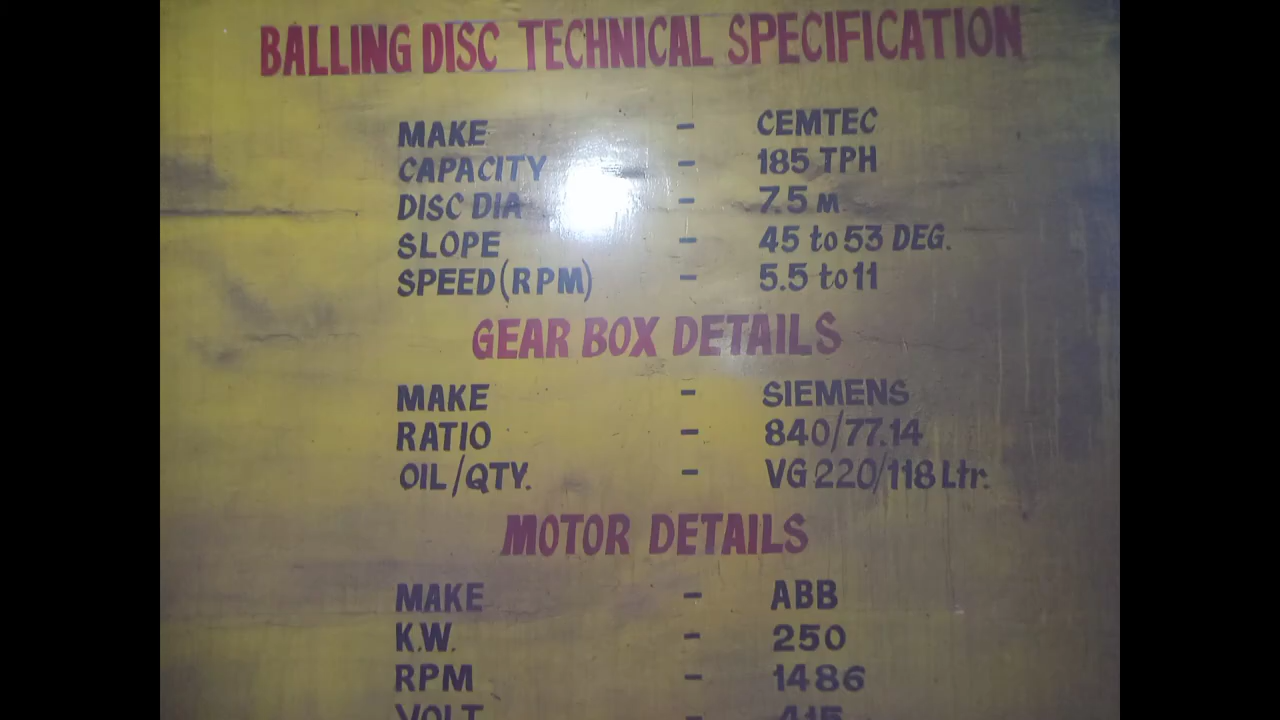 BALLING DISC TECHNICAL SPECIFICATION
MAKE - CEMTEC
CAPACITY - 185 TPH
DISC DIA - 7.5 M
SLOPE - 45 to 53 DEG.
SPEED (RPM) - 5.5 to 11
GEAR BOX DETAILS
MAKE - SIEMENS
RATIO - 840/77.14
OIL/QTY. - VG 220/118 Ltr.
MOTOR DETAILS
MAKE - ABB
K.W. - 250
RPM - 1486
VOLT - 415